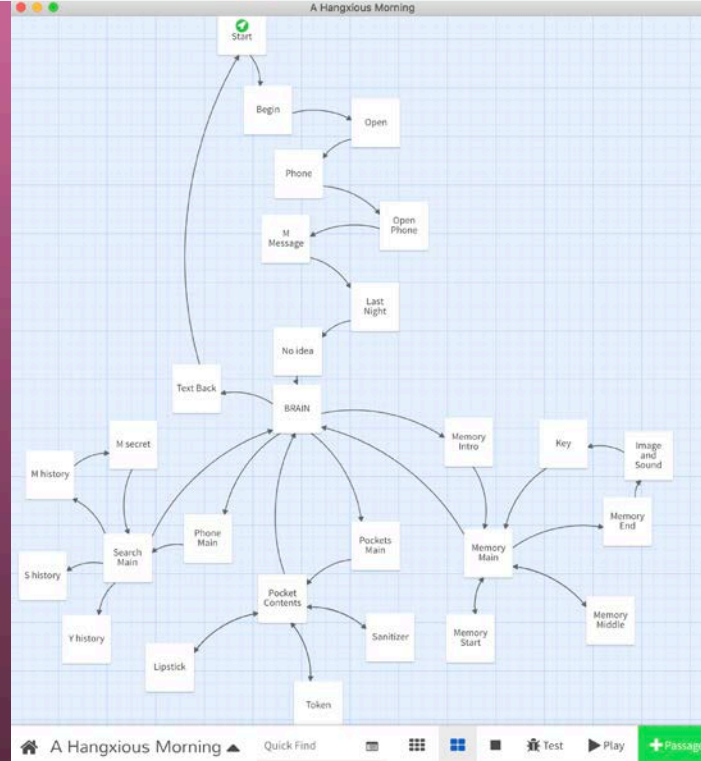 A Hangxious Morning
Start
Begin
Open
Phone
Open
Phone
M
Message
Last
Night
No idea
Text Back
BRAIN
M secret
M history
Search
Main
S history
Y history
Phone
Main
Pockets
Main
Pocket
Contents
Lipstick
Token
Sanitizer
Memory
Intro
Key
Image
and
Sound
Memory
End
Memory
Main
Memory
Start
Memory
Middle
A Hangxious Morning
Quick Find
Test
Play
Passage